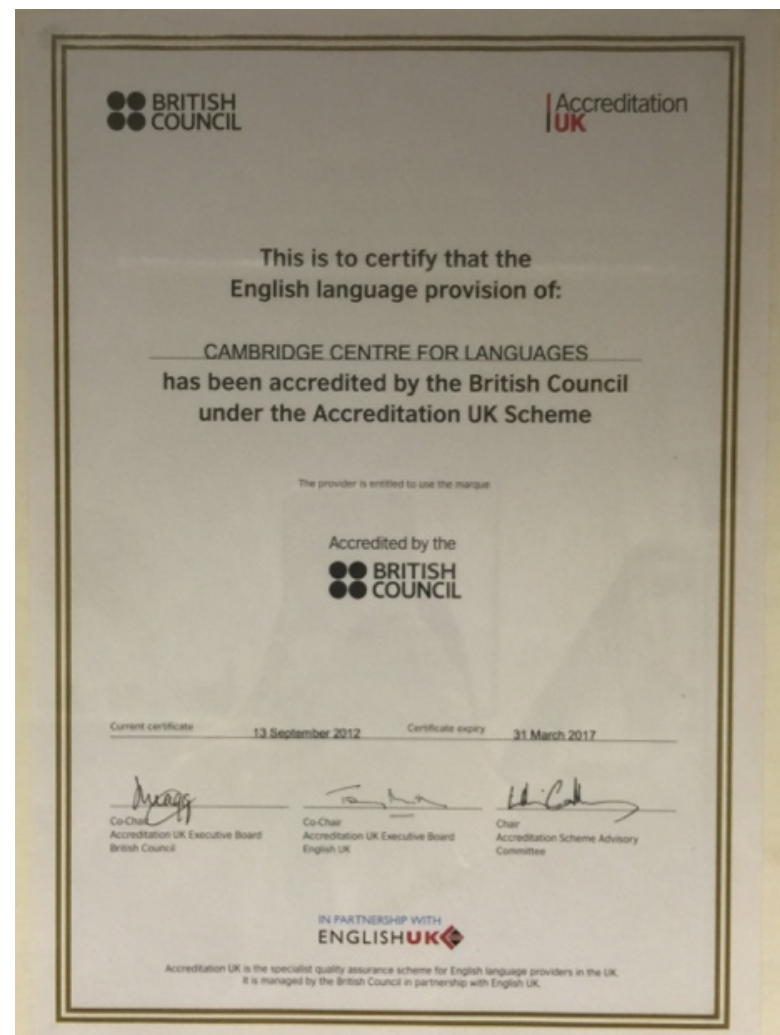 BRITISH
COUNCIL
Accreditation
UK
This is to certify that the
English language provision of:
CAMBRIDGE CENTRE FOR LANGUAGES
has been accredited by the British Council
under the Accreditation UK Scheme
The provider is entitled to use the marque
Accredited by the
BRITISH
COUNCIL
Current certificate 13 September 2012 Certificate expiry 31 March 2017
Co-Chair
Accreditation UK Executive Board
British Council
Co-Chair
Accreditation UK Executive Board
English UK
Chair
Accreditation Scheme Advisory
Committee
IN PARTNERSHIP WITH
ENGLISHUK
Accreditation UK is the specialist quality assurance scheme for English language providers in the UK.
It is managed by the British Council in partnership with English UK.